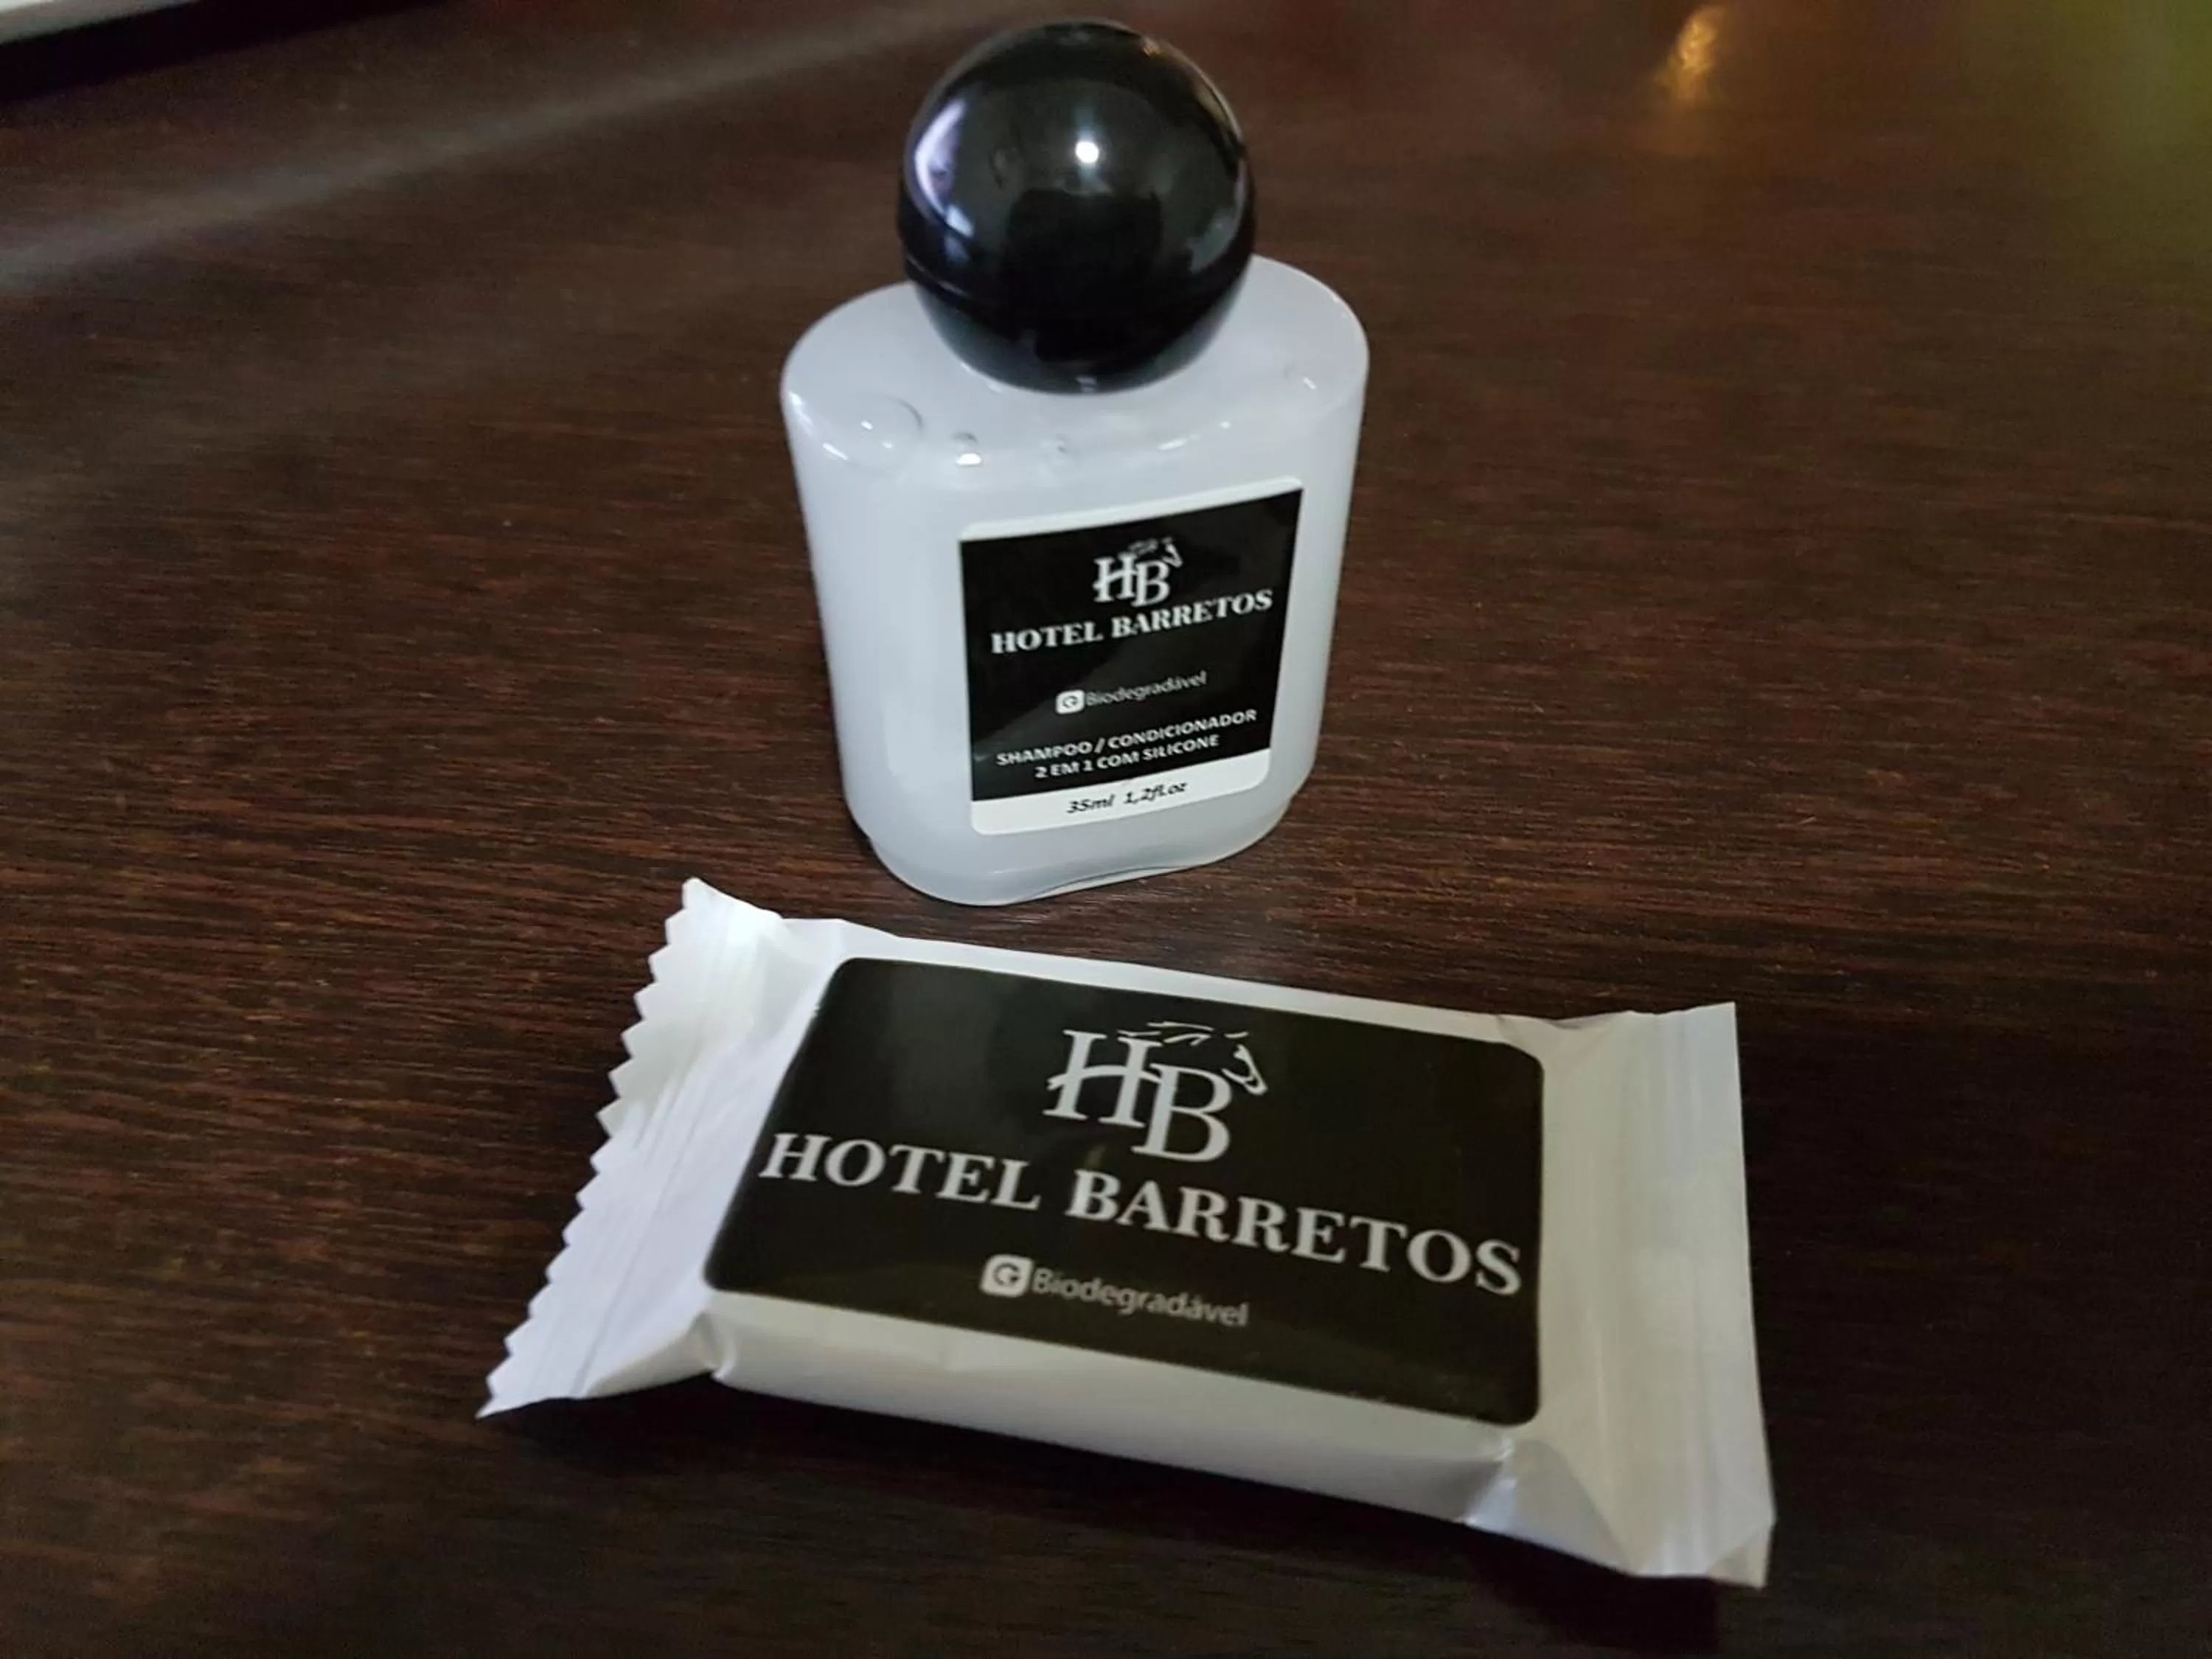 HB
HOTEL BARRETOS
Biodegradável
SHAMPOO / CONDICIONADOR
2 EM 1 COM SILICONE
35ml 1,2fl.oz
HB
HOTEL BARRETOS
Biodegradável